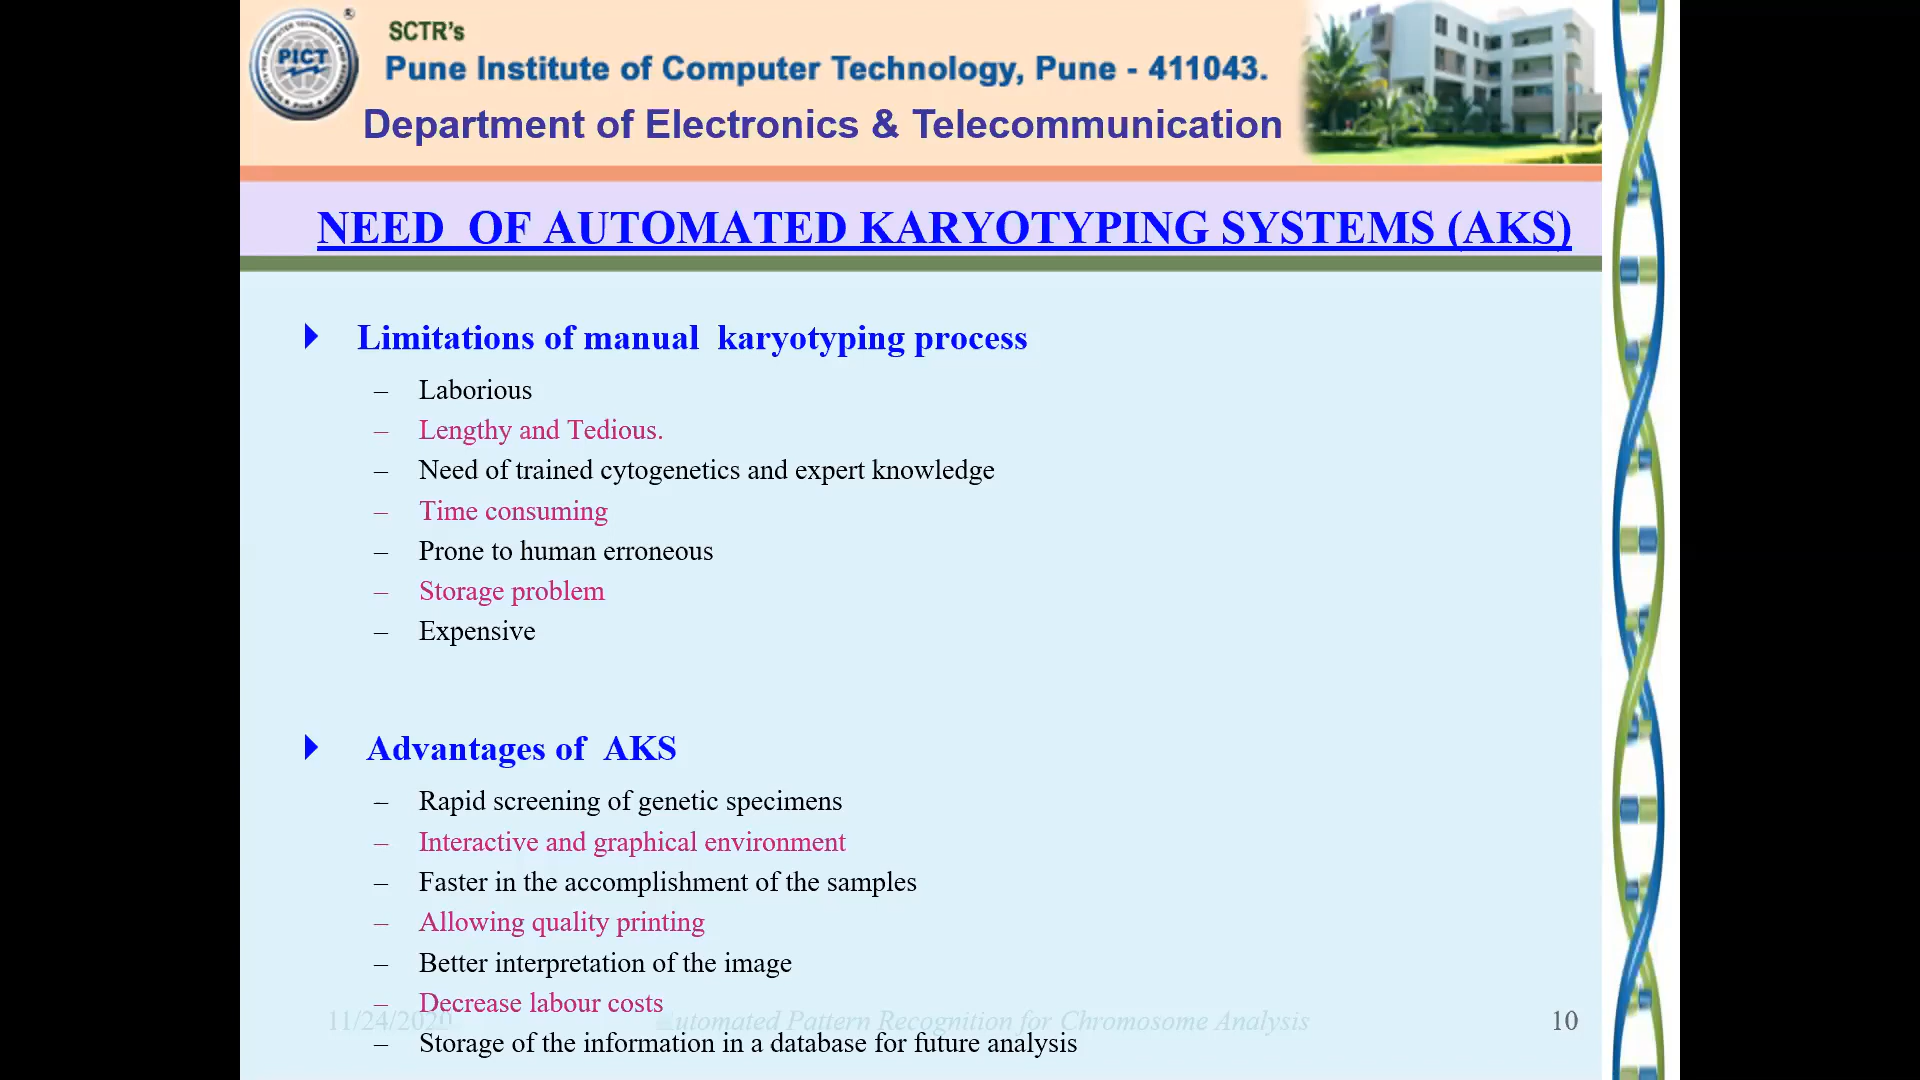 SCTR's
PICT
®
Pune Institute of Computer Technology, Pune - 411043.
Department of Electronics & Telecommunication
NEED OF AUTOMATED KARYOTYPING SYSTEMS (AKS)
Limitations of manual karyotyping process
– Laborious
– Lengthy and Tedious.
– Need of trained cytogenetics and expert knowledge
– Time consuming
– Prone to human erroneous
– Storage problem
– Expensive
Advantages of AKS
– Rapid screening of genetic specimens
– Interactive and graphical environment
– Faster in the accomplishment of the samples
– Allowing quality printing
– Better interpretation of the image
– Decrease labour costs
11/24/2020 Automated Pattern Recognition for Chromosome Analysis 10
– Storage of the information in a database for future analysis